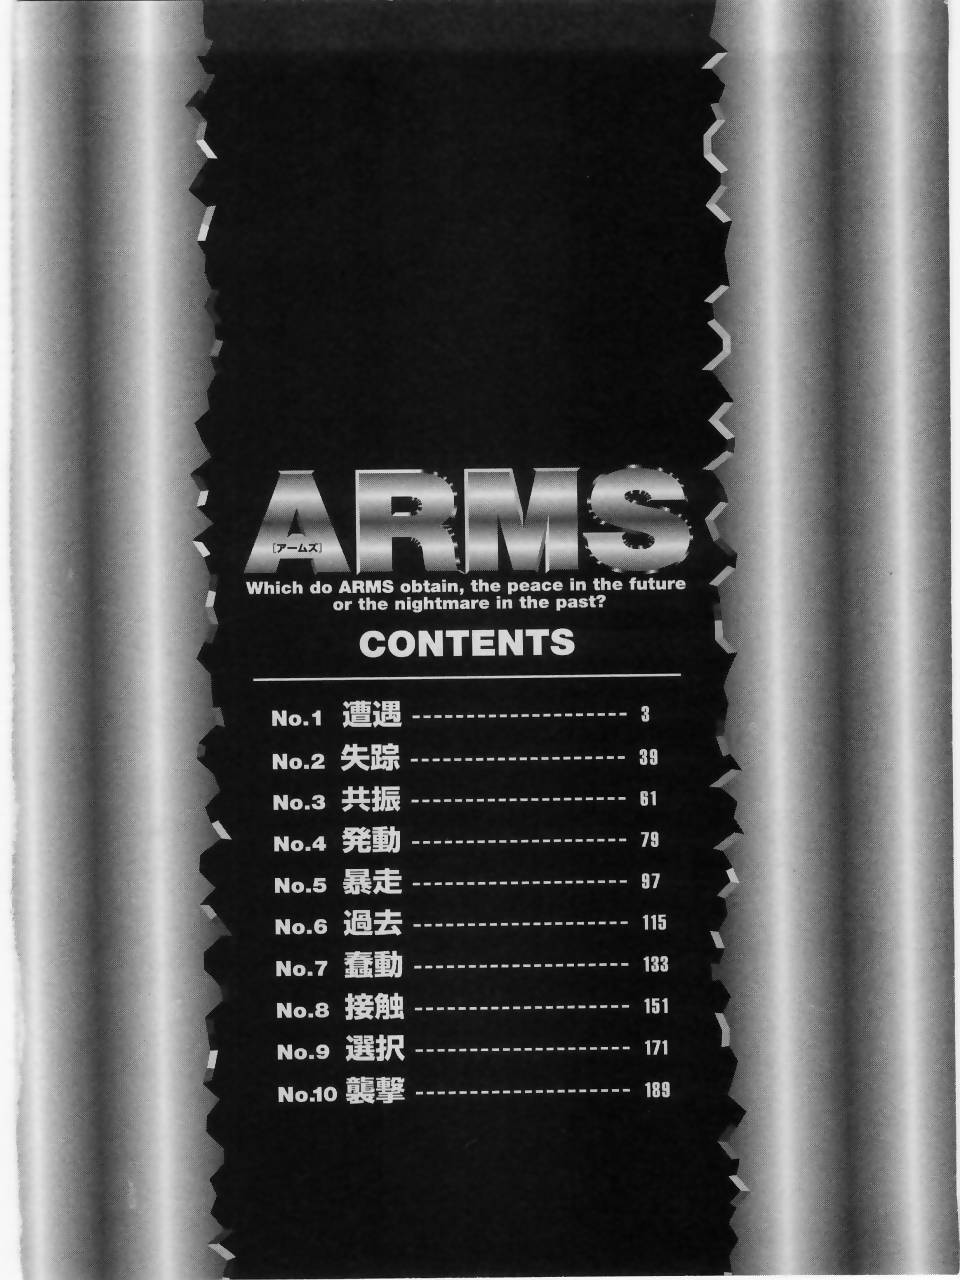 ARMS
[アームズ]
Which do ARMS obtain, the peace in the future
or the nightmare in the past?
CONTENTS
No.1 遭遇 -------------------- 3
No.2 失踪 -------------------- 39
No.3 共振 -------------------- 61
No.4 発動 -------------------- 79
No.5 暴走 -------------------- 97
No.6 過去 -------------------- 115
No.7 蠢動 -------------------- 133
No.8 接触 -------------------- 151
No.9 選択 -------------------- 171
No.10 襲撃 -------------------- 189